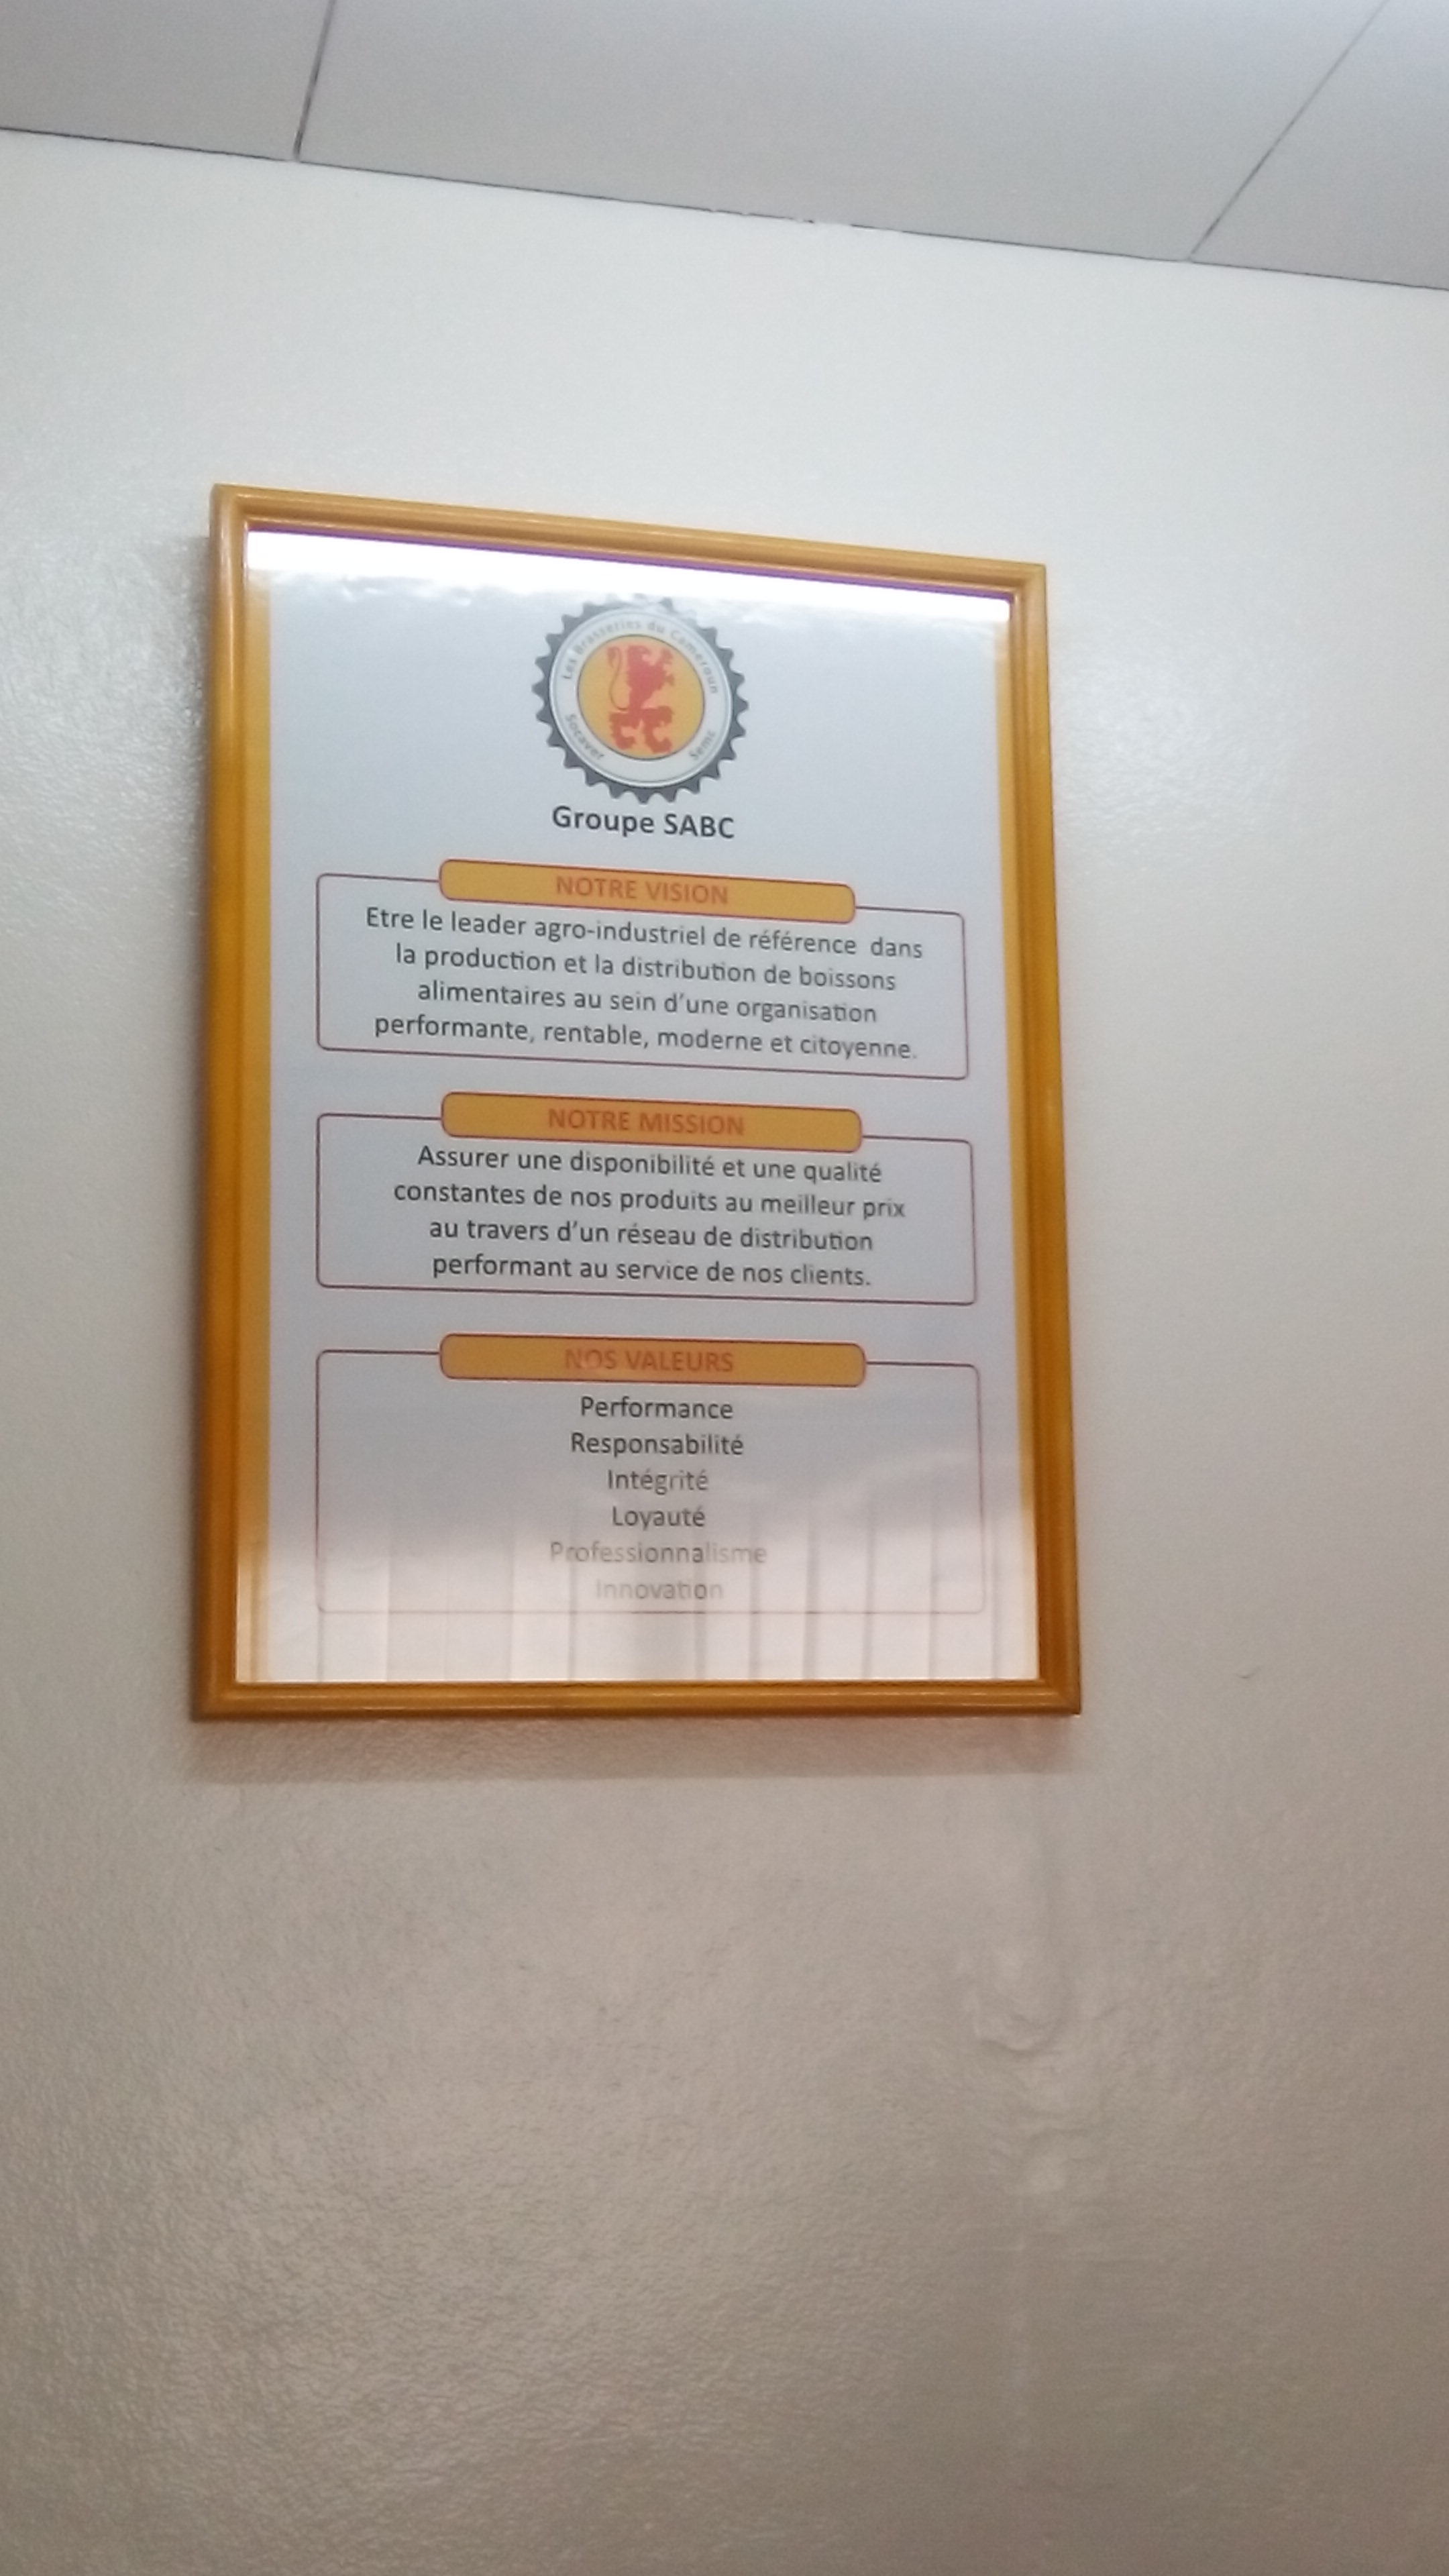 Les Brasseries du Cameroun
Socaver
Semc
Groupe SABC
NOTRE VISION
Etre le leader agro-industriel de référence dans
la production et la distribution de boissons
alimentaires au sein d'une organisation
performante, rentable, moderne et citoyenne.
NOTRE MISSION
Assurer une disponibilité et une qualité
constantes de nos produits au meilleur prix
au travers d'un réseau de distribution
performant au service de nos clients.
NOS VALEURS
Performance
Responsabilité
Intégrité
Loyauté
Professionnalisme
Innovation